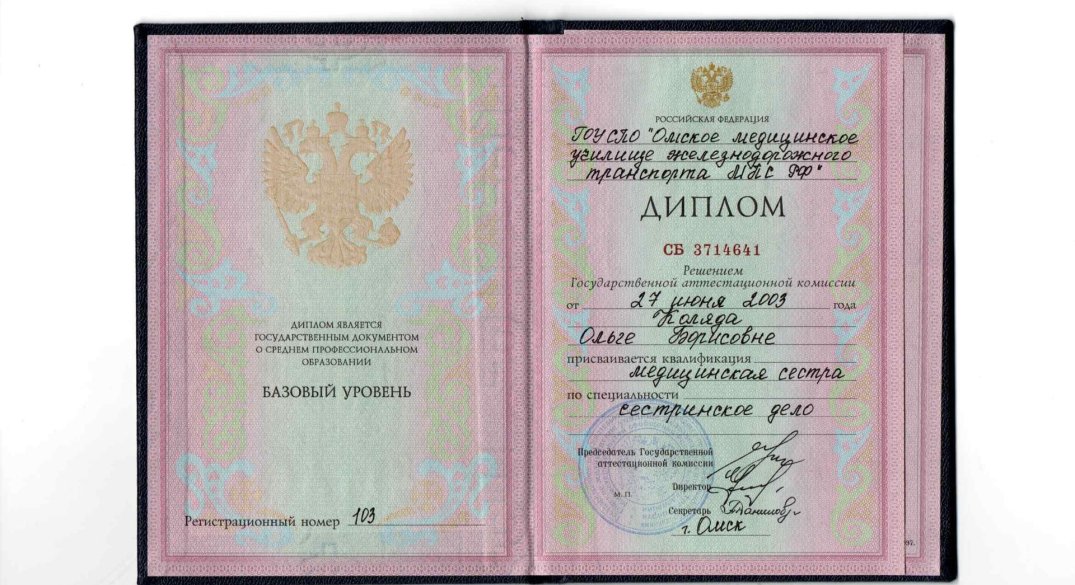 ДИПЛОМ ЯВЛЯЕТСЯ
ГОСУДАРСТВЕННЫМ ДОКУМЕНТОМ
О СРЕДНЕМ ПРОФЕССИОНАЛЬНОМ
ОБРАЗОВАНИИ
БАЗОВЫЙ УРОВЕНЬ
Регистрационный номер 103
РОССИЙСКАЯ ФЕДЕРАЦИЯ
ГОУ СПО "Омское медицинское
училище железнодорожного
транспорта МПС РФ"
ДИПЛОМ
СБ 3714641
Решением
Государственной аттестационной комиссии
от 27 июня 2003 года
Коляда
Ольге Борисовне
присваивается квалификация
медицинская сестра
по специальности
сестринское дело
Председатель Государственной
аттестационной комиссии
Директор
М. П.
Секретарь
г. Омск